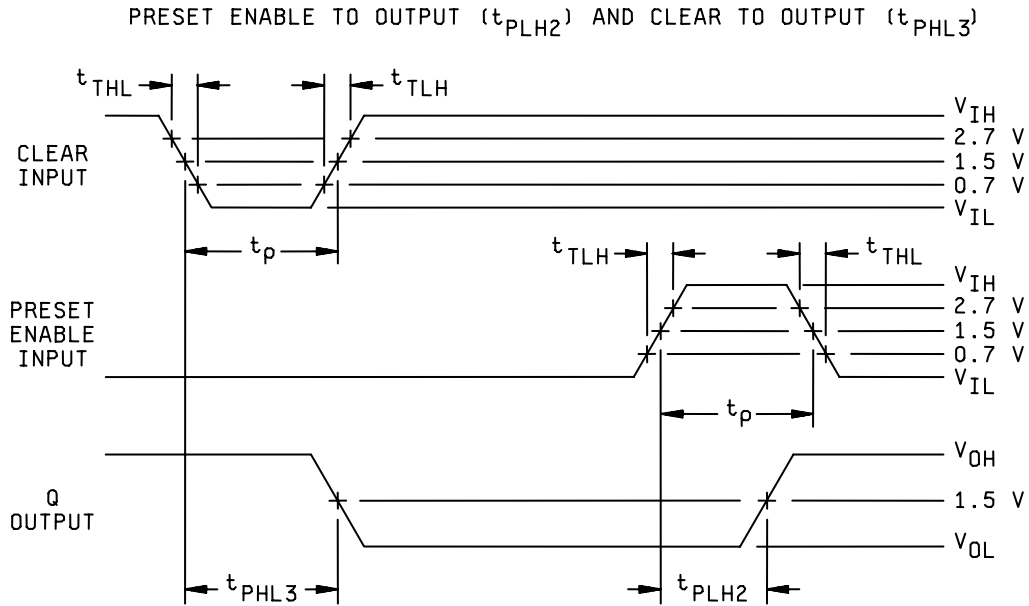 PRESET ENABLE TO OUTPUT (tPLH2) AND CLEAR TO OUTPUT (tPHL3)
tTHL
tTLH
CLEAR
INPUT
VIH
2.7 V
1.5 V
0.7 V
VIL
tp
tTLH
tTHL
PRESET
ENABLE
INPUT
VIH
2.7 V
1.5 V
0.7 V
VIL
tp
Q
OUTPUT
VOH
1.5 V
VOL
tPHL3
tPLH2